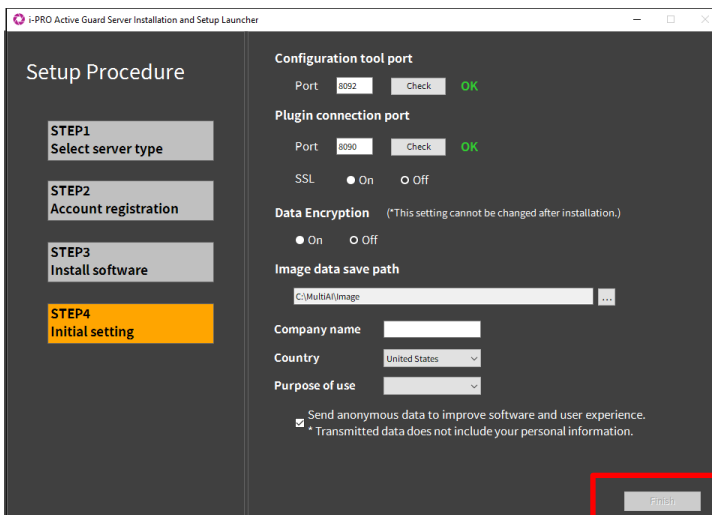 i-PRO Active Guard Server Installation and Setup Launcher
Setup Procedure
STEP1
Select server type
STEP2
Account registration
STEP3
Install software
STEP4
Initial setting
Configuration tool port
Port 8092 Check OK
Plugin connection port
Port 8090 Check OK
SSL On Off
Data Encryption (*This setting cannot be changed after installation.)
On Off
Image data save path
C:\MultiAI\Image ...
Company name
Country United States
Purpose of use
Send anonymous data to improve software and user experience.
* Transmitted data does not include your personal information.
Finish